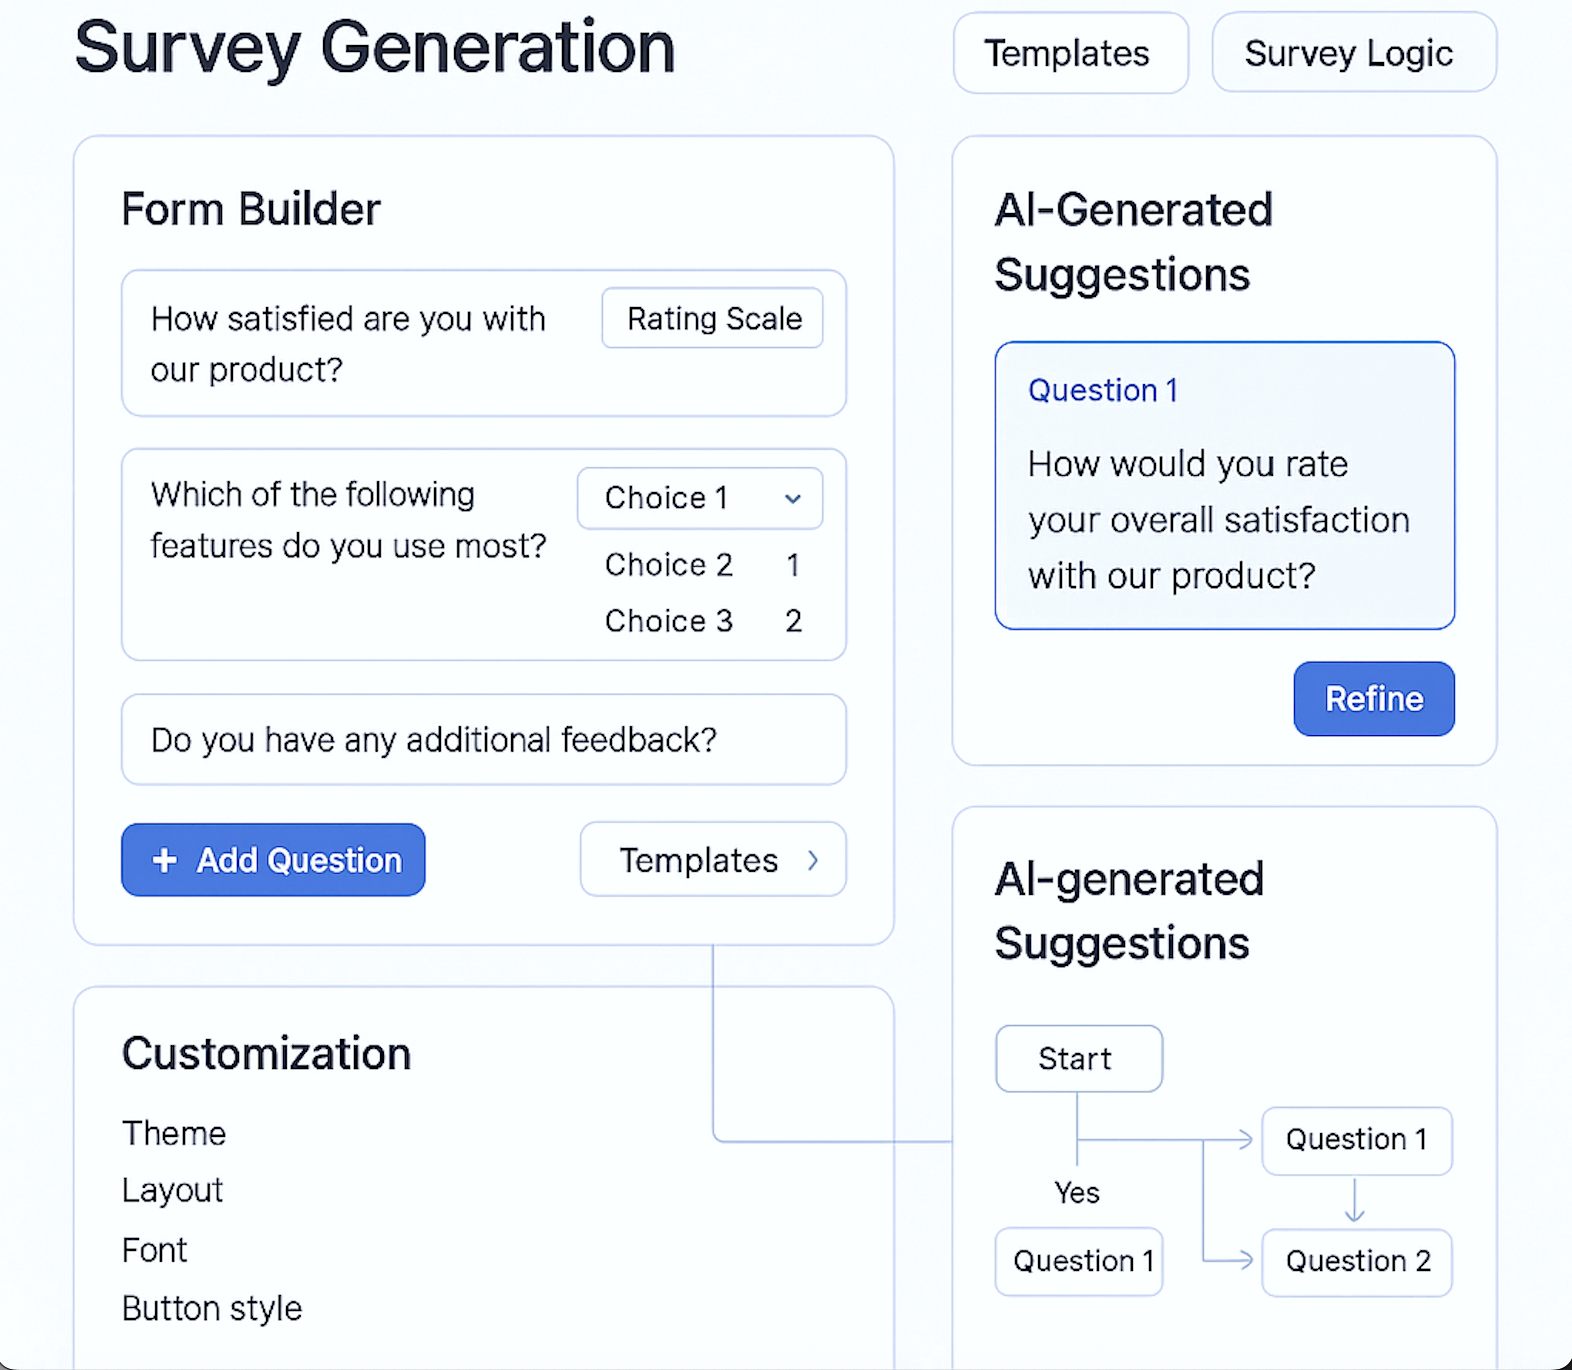 Survey Generation
Templates
Survey Logic
Form Builder
How satisfied are you with
our product?
Rating Scale
Which of the following
features do you use most?
Choice 1
Choice 2 1
Choice 3 2
Do you have any additional feedback?
+ Add Question
Templates >
AI-Generated
Suggestions
Question 1
How would you rate
your overall satisfaction
with our product?
Refine
Customization
Theme
Layout
Font
Button style
AI-generated
Suggestions
Start
Question 1
Yes
Question 1
Question 2